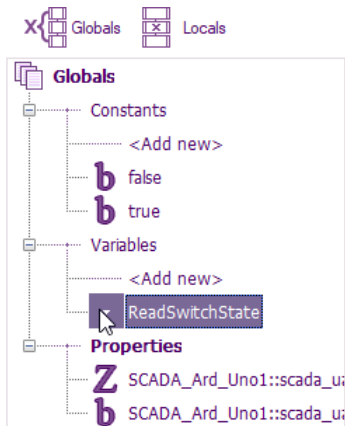 Globals Locals
Globals
Constants
<Add new>
b false
b true
Variables
<Add new>
ReadSwitchState
Properties
Z SCADA_Ard_Uno1::scada_ua
b SCADA_Ard_Uno1::scada_ua